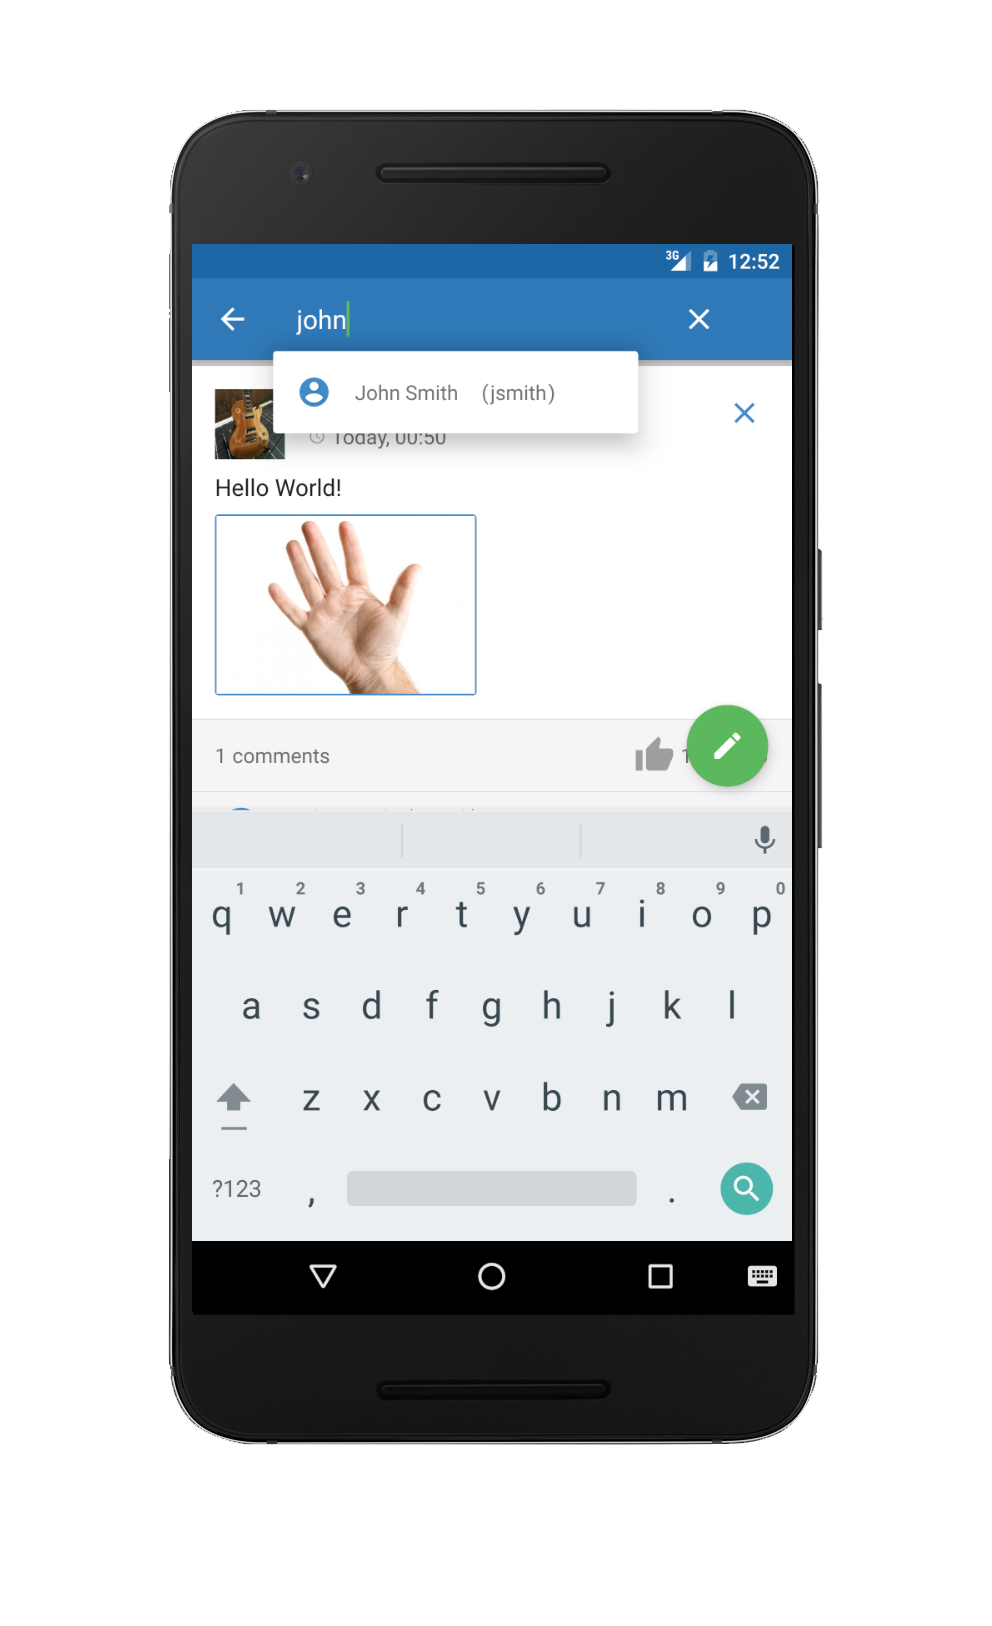 3G 12:52
john
John Smith (jsmith)
Today, 00:50
Hello World!
1 comments
1 2 3 4 5 6 7 8 9 0
q w e r t y u i o p
a s d f g h j k l
z x c v b n m
?123 , .